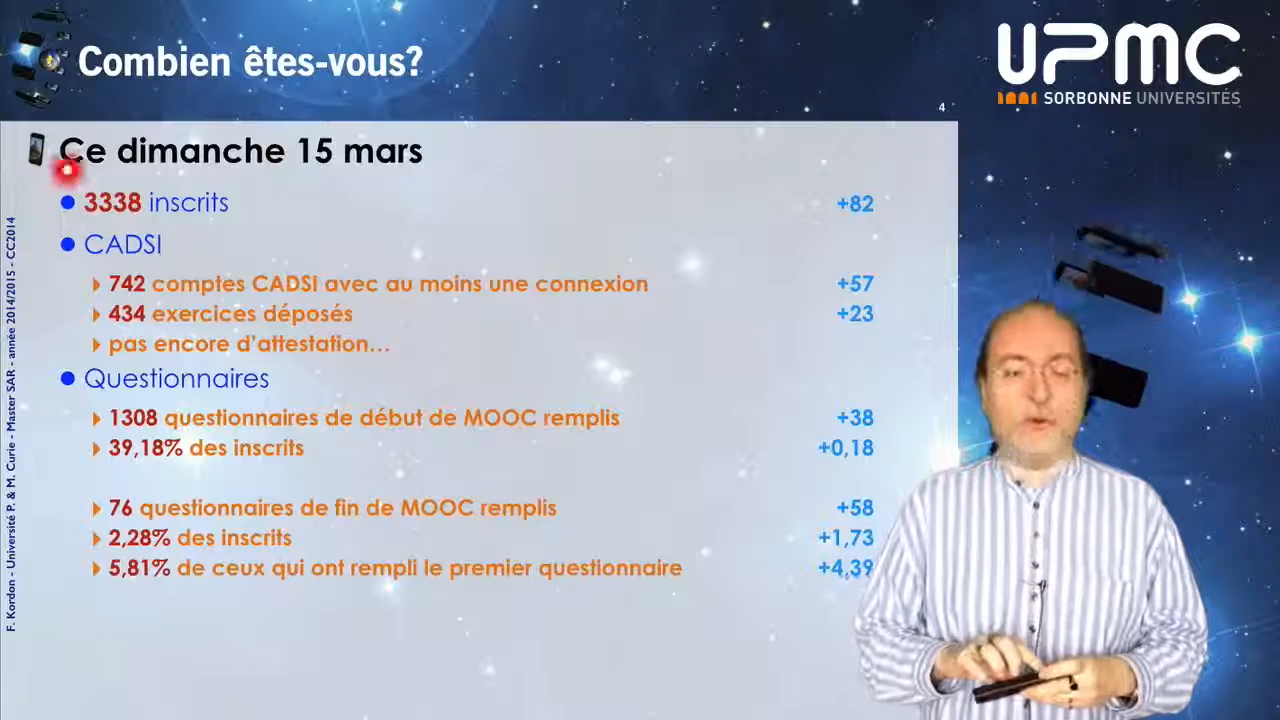 Combien êtes-vous?
UPMC
SORBONNE UNIVERSITÉS
4
Ce dimanche 15 mars
3338 inscrits +82
CADSI
742 comptes CADSI avec au moins une connexion +57
434 exercices déposés +23
pas encore d'attestation...
Questionnaires
1308 questionnaires de début de MOOC remplis +38
39,18% des inscrits +0,18
76 questionnaires de fin de MOOC remplis +58
2,28% des inscrits +1,73
5,81% de ceux qui ont rempli le premier questionnaire +4,39
F. Kordon - Université P. & M. Curie - Master SAR - année 2014/2015 - CC2014